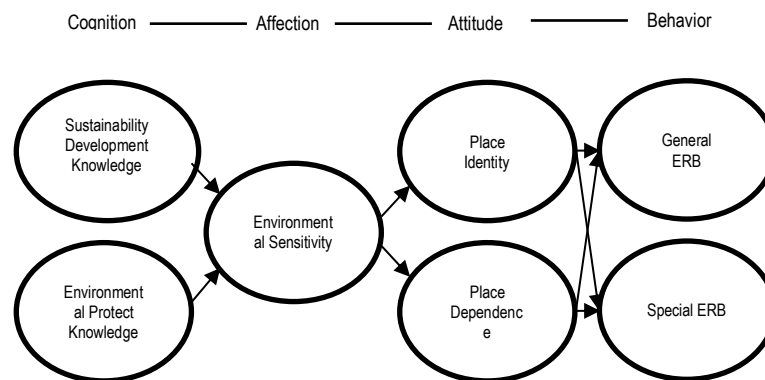 Cognition Affection Attitude Behavior
Sustainability
Development
Knowledge
Environment
al Protect
Knowledge
Environment
al Sensitivity
Place
Identity
Place
Dependenc
e
General
ERB
Special ERB